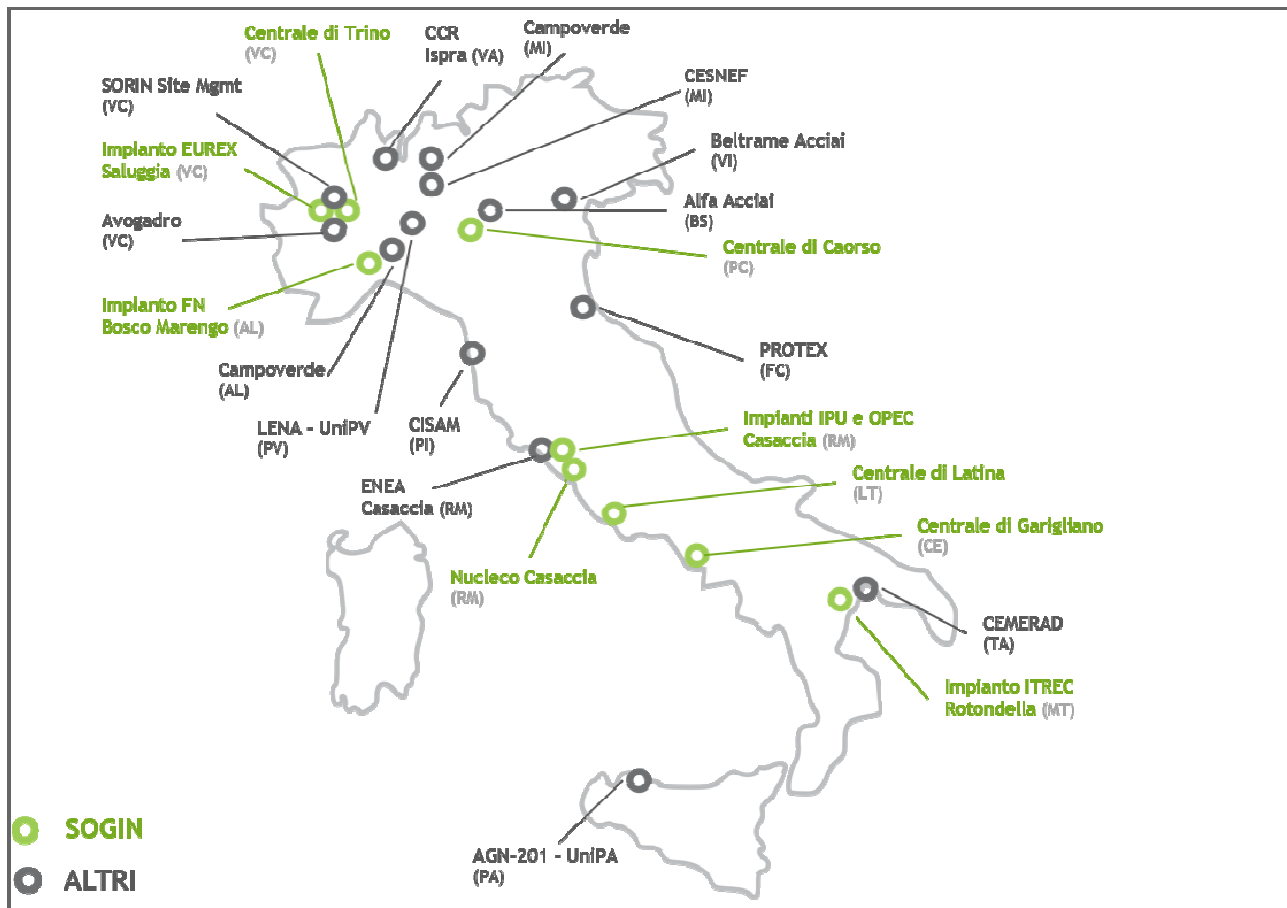 Centrale di Trino
(VC)
CCR
Ispra (VA)
Campoverde
(MI)
SORIN Site Mgmt
(VC)
CESNEF
(MI)
Impianto EUREX
Saluggia (VC)
Beltrame Acciai
(VI)
Avogadro
(VC)
Alfa Acciai
(BS)
Centrale di Caorso
(PC)
Impianto FN
Bosco Marengo (AL)
Campoverde
(AL)
PROTEX
(FC)
LENA - UniPV
(PV)
CISAM
(PI)
Impianti IPU e OPEC
Casaccia (RM)
ENEA
Casaccia (RM)
Centrale di Latina
(LT)
Centrale di Garigliano
(CE)
Nucleco Casaccia
(RM)
CEMERAD
(TA)
Impianto ITREC
Rotondella (MT)
AGN-201 - UniPA
(PA)
SOGIN
ALTRI